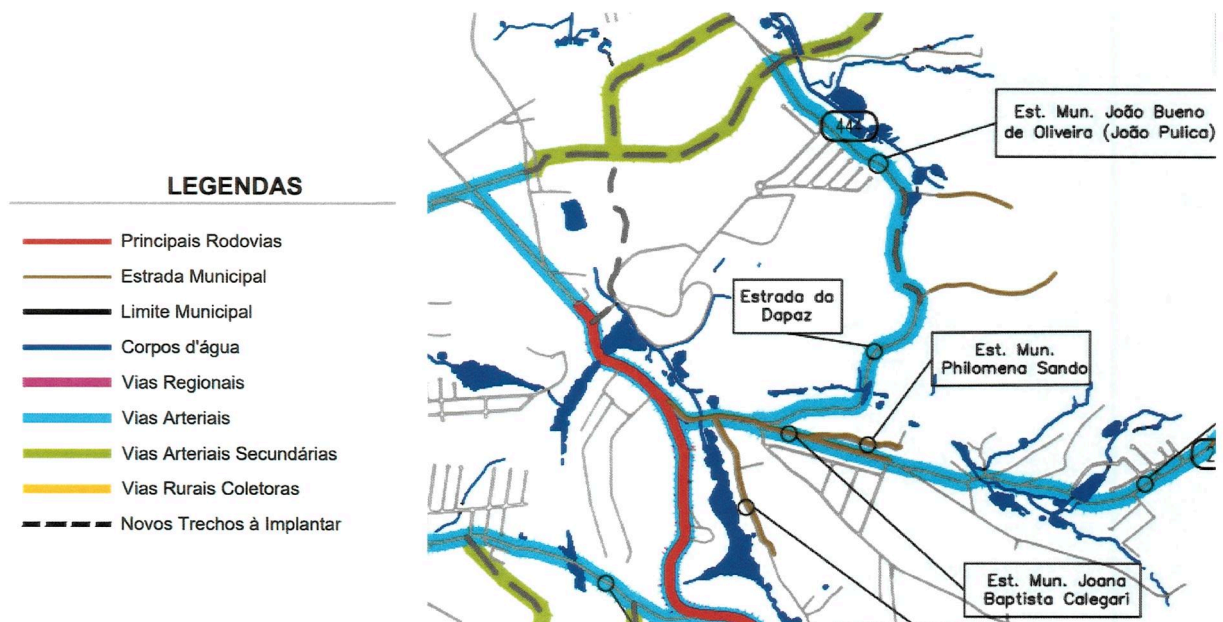 LEGENDAS
Principais Rodovias
Estrada Municipal
Limite Municipal
Corpos d'água
Vias Regionais
Vias Arteriais
Vias Arteriais Secundárias
Vias Rurais Coletoras
Novos Trechos à Implantar
Est. Mun. João Bueno
de Oliveira (João Pulica)
444
Estrada da
Dapaz
Est. Mun.
Philomena Sando
2
Est. Mun. Joana
Baptista Calegari